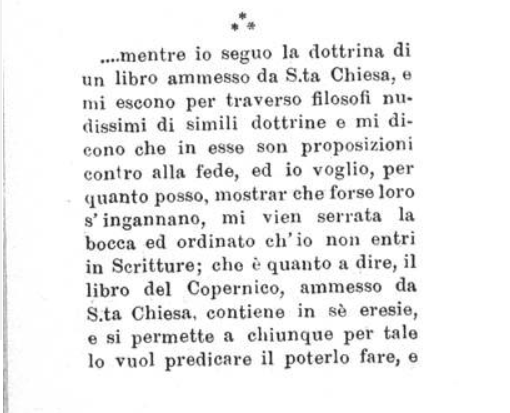 * * *
....mentre io seguo la dottrina di
un libro ammesso da S.ta Chiesa, e
mi escono per traverso filosofi nu-
dissimi di simili dottrine e mi di-
cono che in esse son proposizioni
contro alla fede, ed io voglio, per
quanto posso, mostrar che forse loro
s'ingannano, mi vien serrata la
bocca ed ordinato ch'io non entri
in Scritture; che è quanto a dire, il
libro del Copernico, ammesso da
S.ta Chiesa, contiene in sè eresie,
e si permette a chiunque per tale
lo vuol predicare il poterlo fare, e